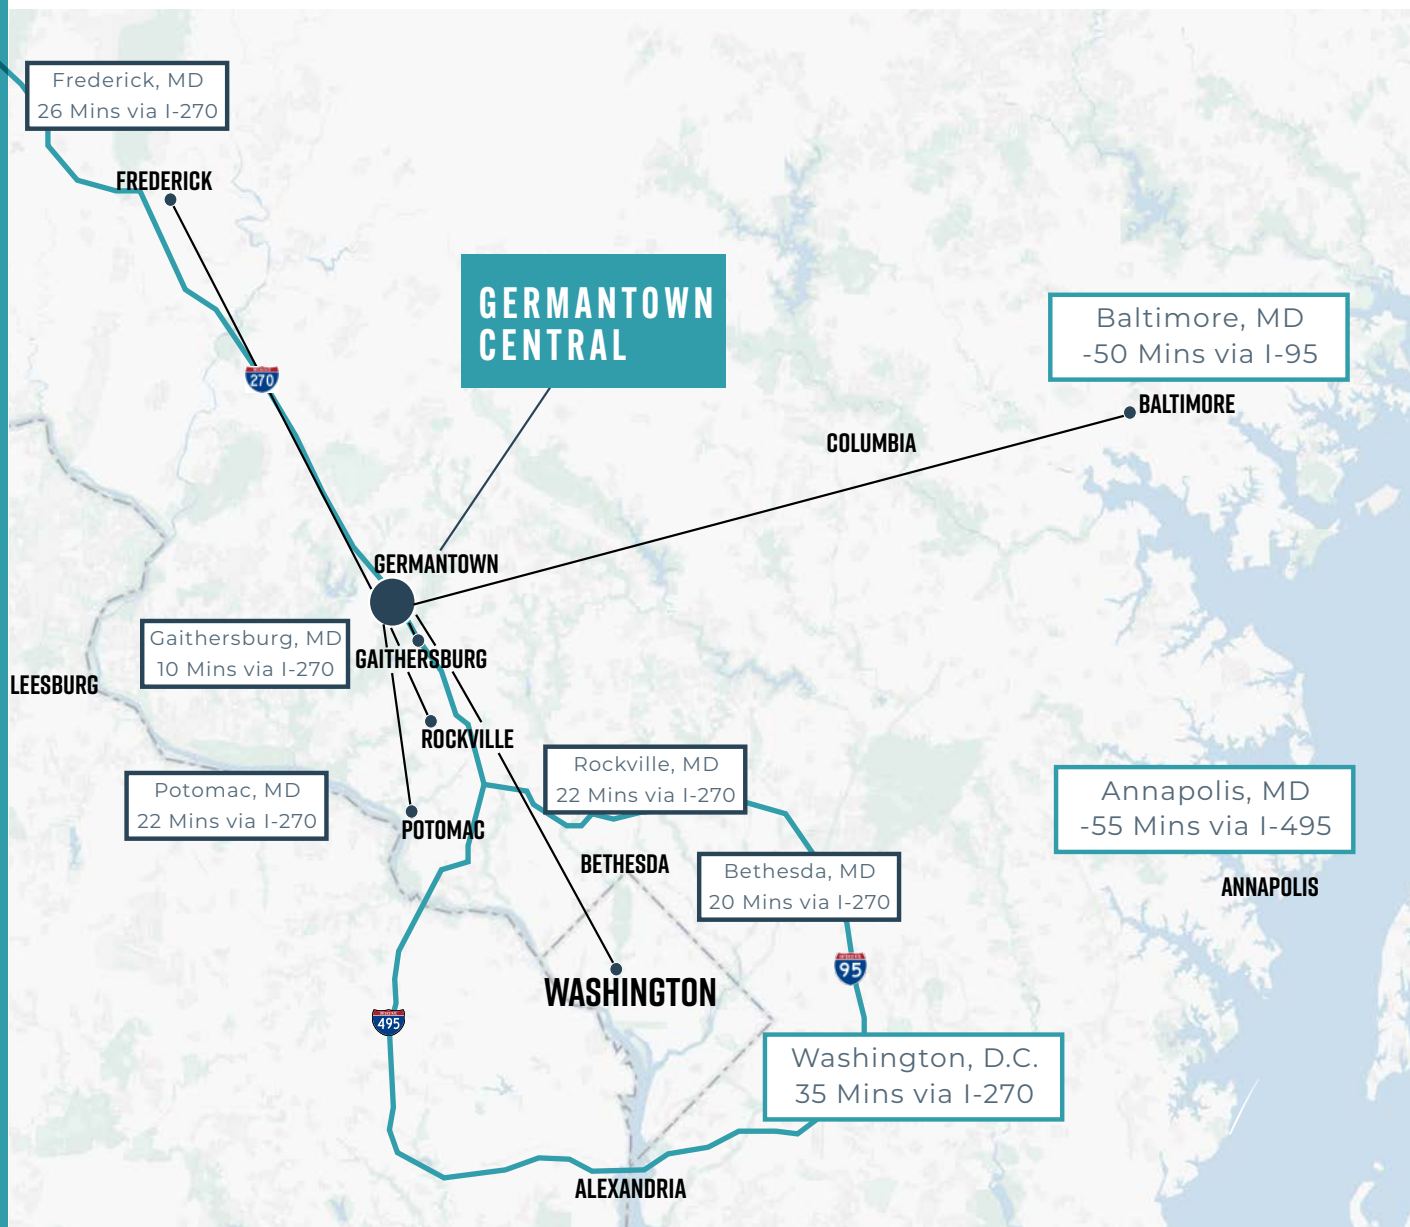 Frederick, MD
26 Mins via I-270
FREDERICK
GERMANTOWN
CENTRAL
270
Baltimore, MD
-50 Mins via I-95
BALTIMORE
COLUMBIA
GERMANTOWN
Gaithersburg, MD
10 Mins via I-270
GAITHERSBURG
LEESBURG
ROCKVILLE
Rockville, MD
22 Mins via I-270
Potomac, MD
22 Mins via I-270
POTOMAC
Annapolis, MD
-55 Mins via I-495
ANNAPOLIS
BETHESDA
Bethesda, MD
20 Mins via I-270
95
WASHINGTON
495
Washington, D.C.
35 Mins via I-270
ALEXANDRIA